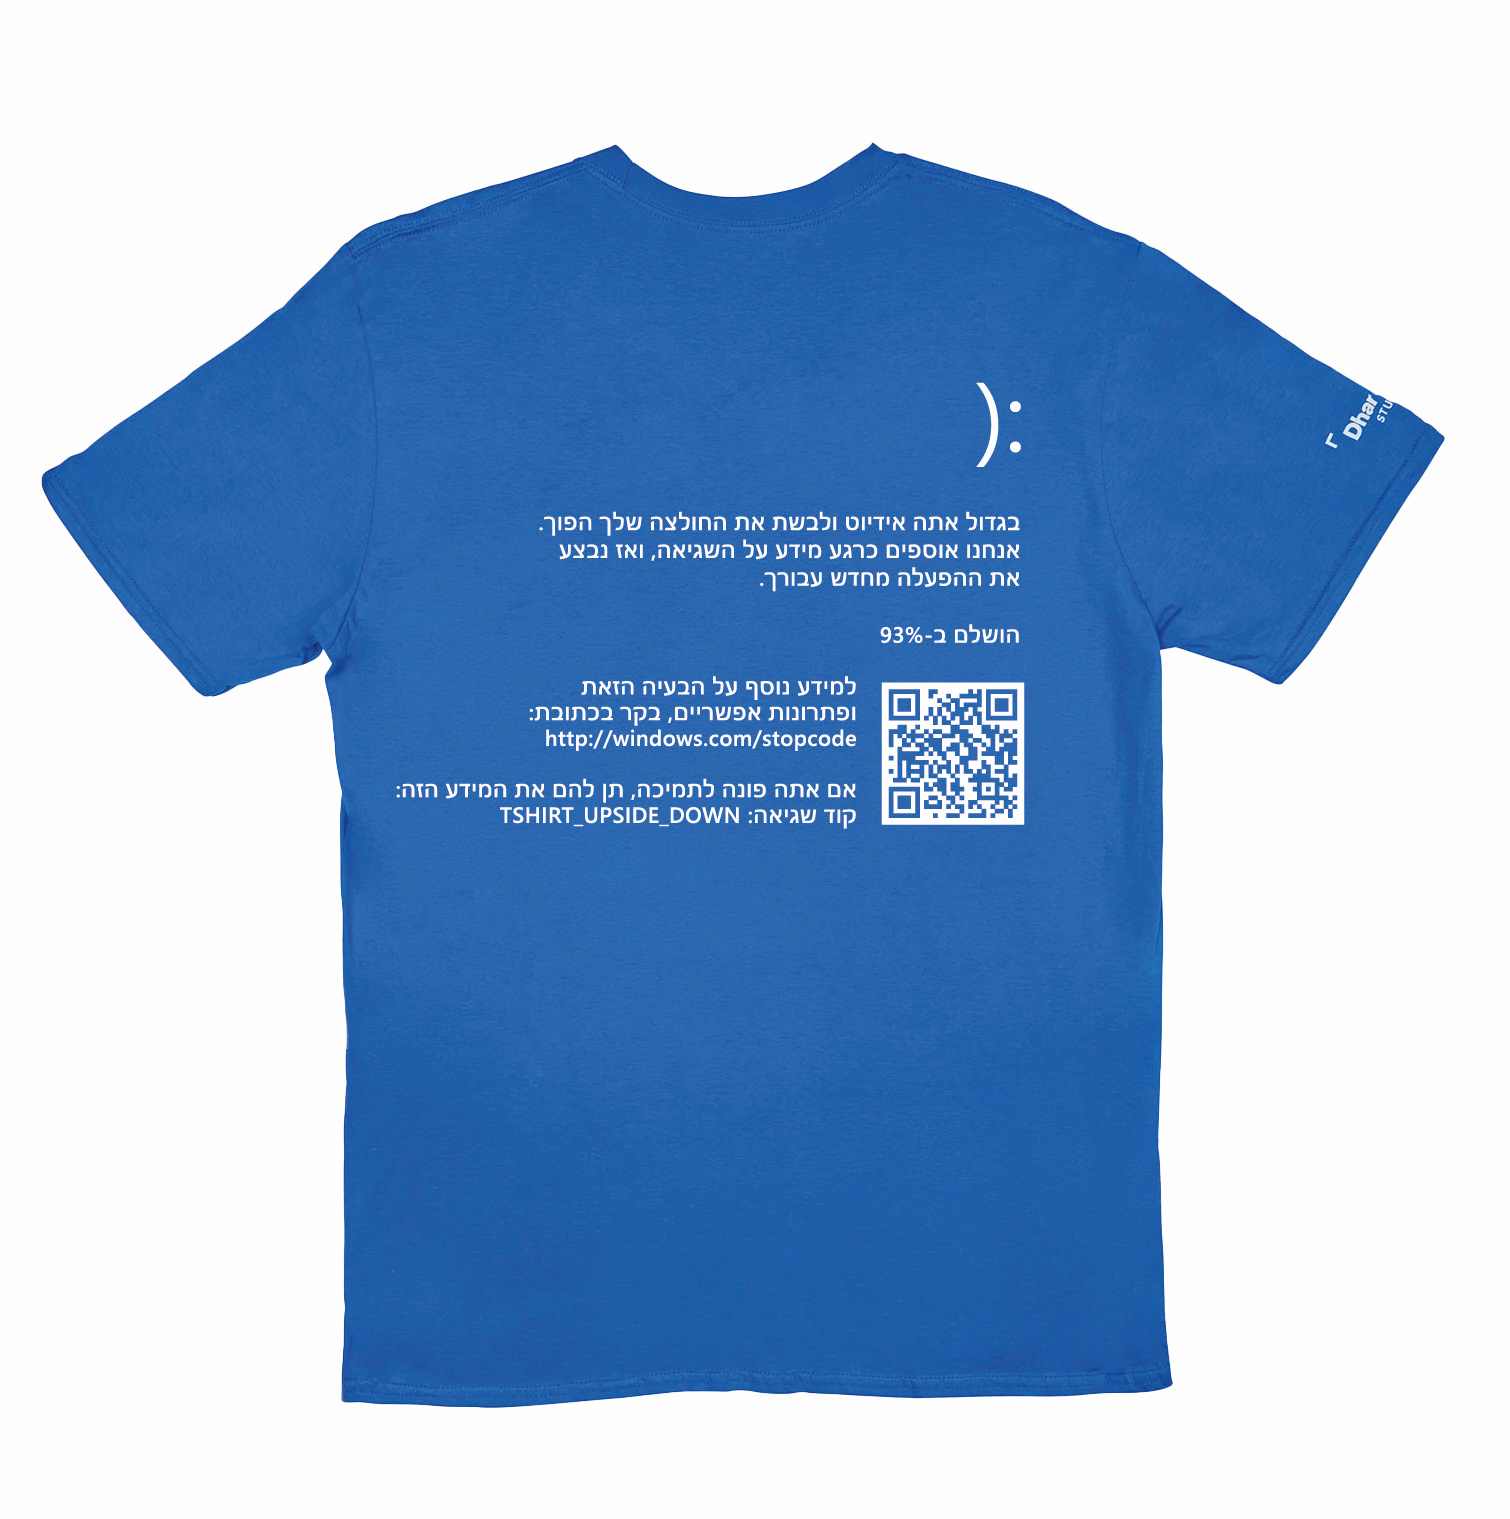 :(
בגדול אתה אידיוט ולבשת את החולצה שלך הפוך.
אנחנו אוספים כרגע מידע על השגיאה, ואז נבצע
את ההפעלה מחדש עבורך.
הושלם ב-93%
למידע נוסף על הבעיה הזאת
ופתרונות אפשריים, בקר בכתובת:
http://windows.com/stopcode
אם אתה פונה לתמיכה, תן להם את המידע הזה:
קוד שגיאה: TSHIRT_UPSIDE_DOWN
Dhar